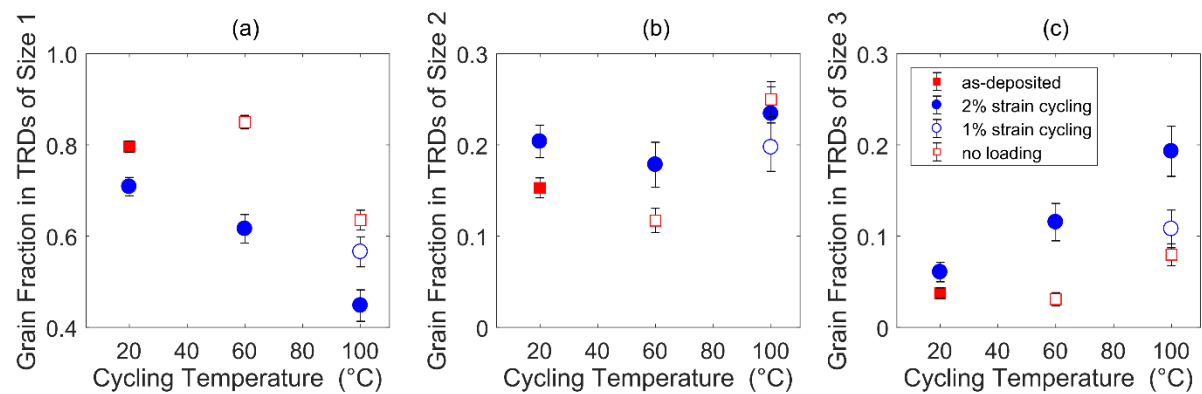 (a)
Grain Fraction in TRDs of Size 1
1.0
0.8
0.6
0.4
20 40 60 80 100
Cycling Temperature (°C)
(b)
Grain Fraction in TRDs of Size 2
0.3
0.2
0.1
0
20 40 60 80 100
Cycling Temperature (°C)
(c)
Grain Fraction in TRDs of Size 3
0.3
0.2
0.1
0
as-deposited
2% strain cycling
1% strain cycling
no loading
20 40 60 80 100
Cycling Temperature (°C)